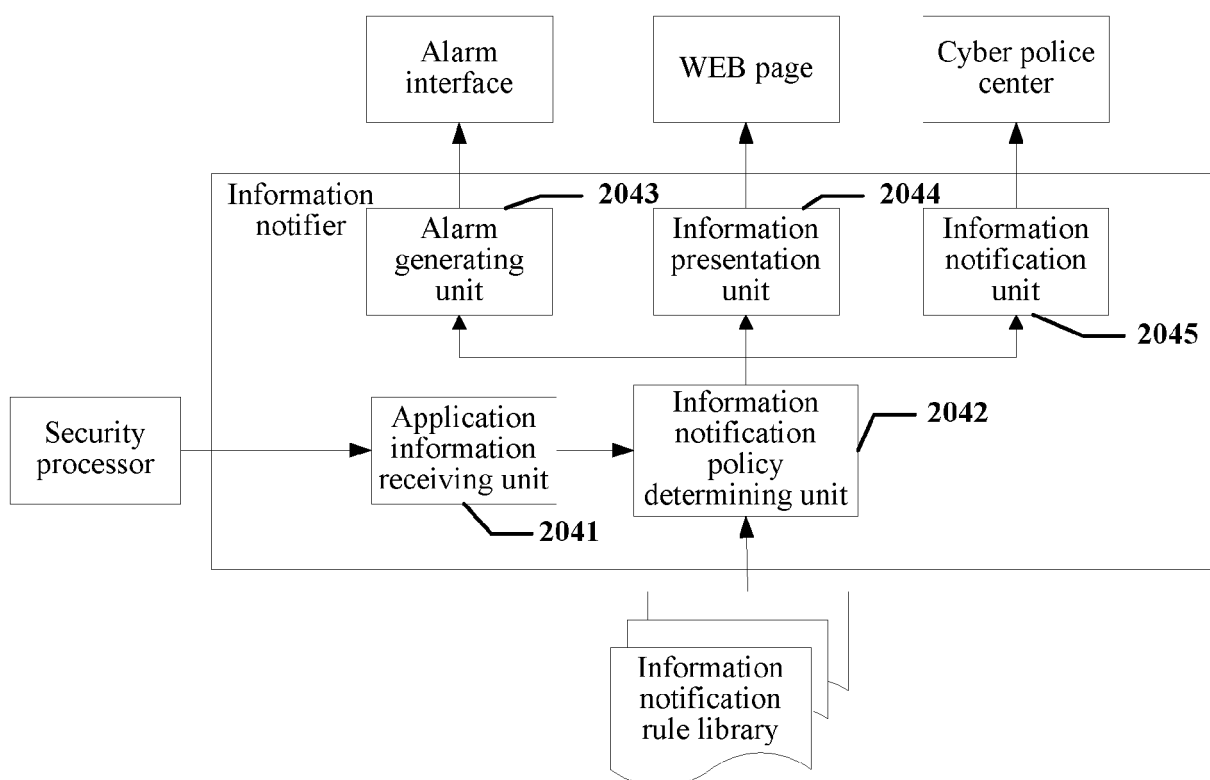 Alarm
interface
WEB page
Cyber police
center
Information
notifier
2043
2044
Alarm
generating
unit
Information
presentation
unit
Information
notification
unit
2045
Security
processor
Application
information
receiving unit
2041
Information
notification
policy
determining unit
2042
Information
notification
rule library